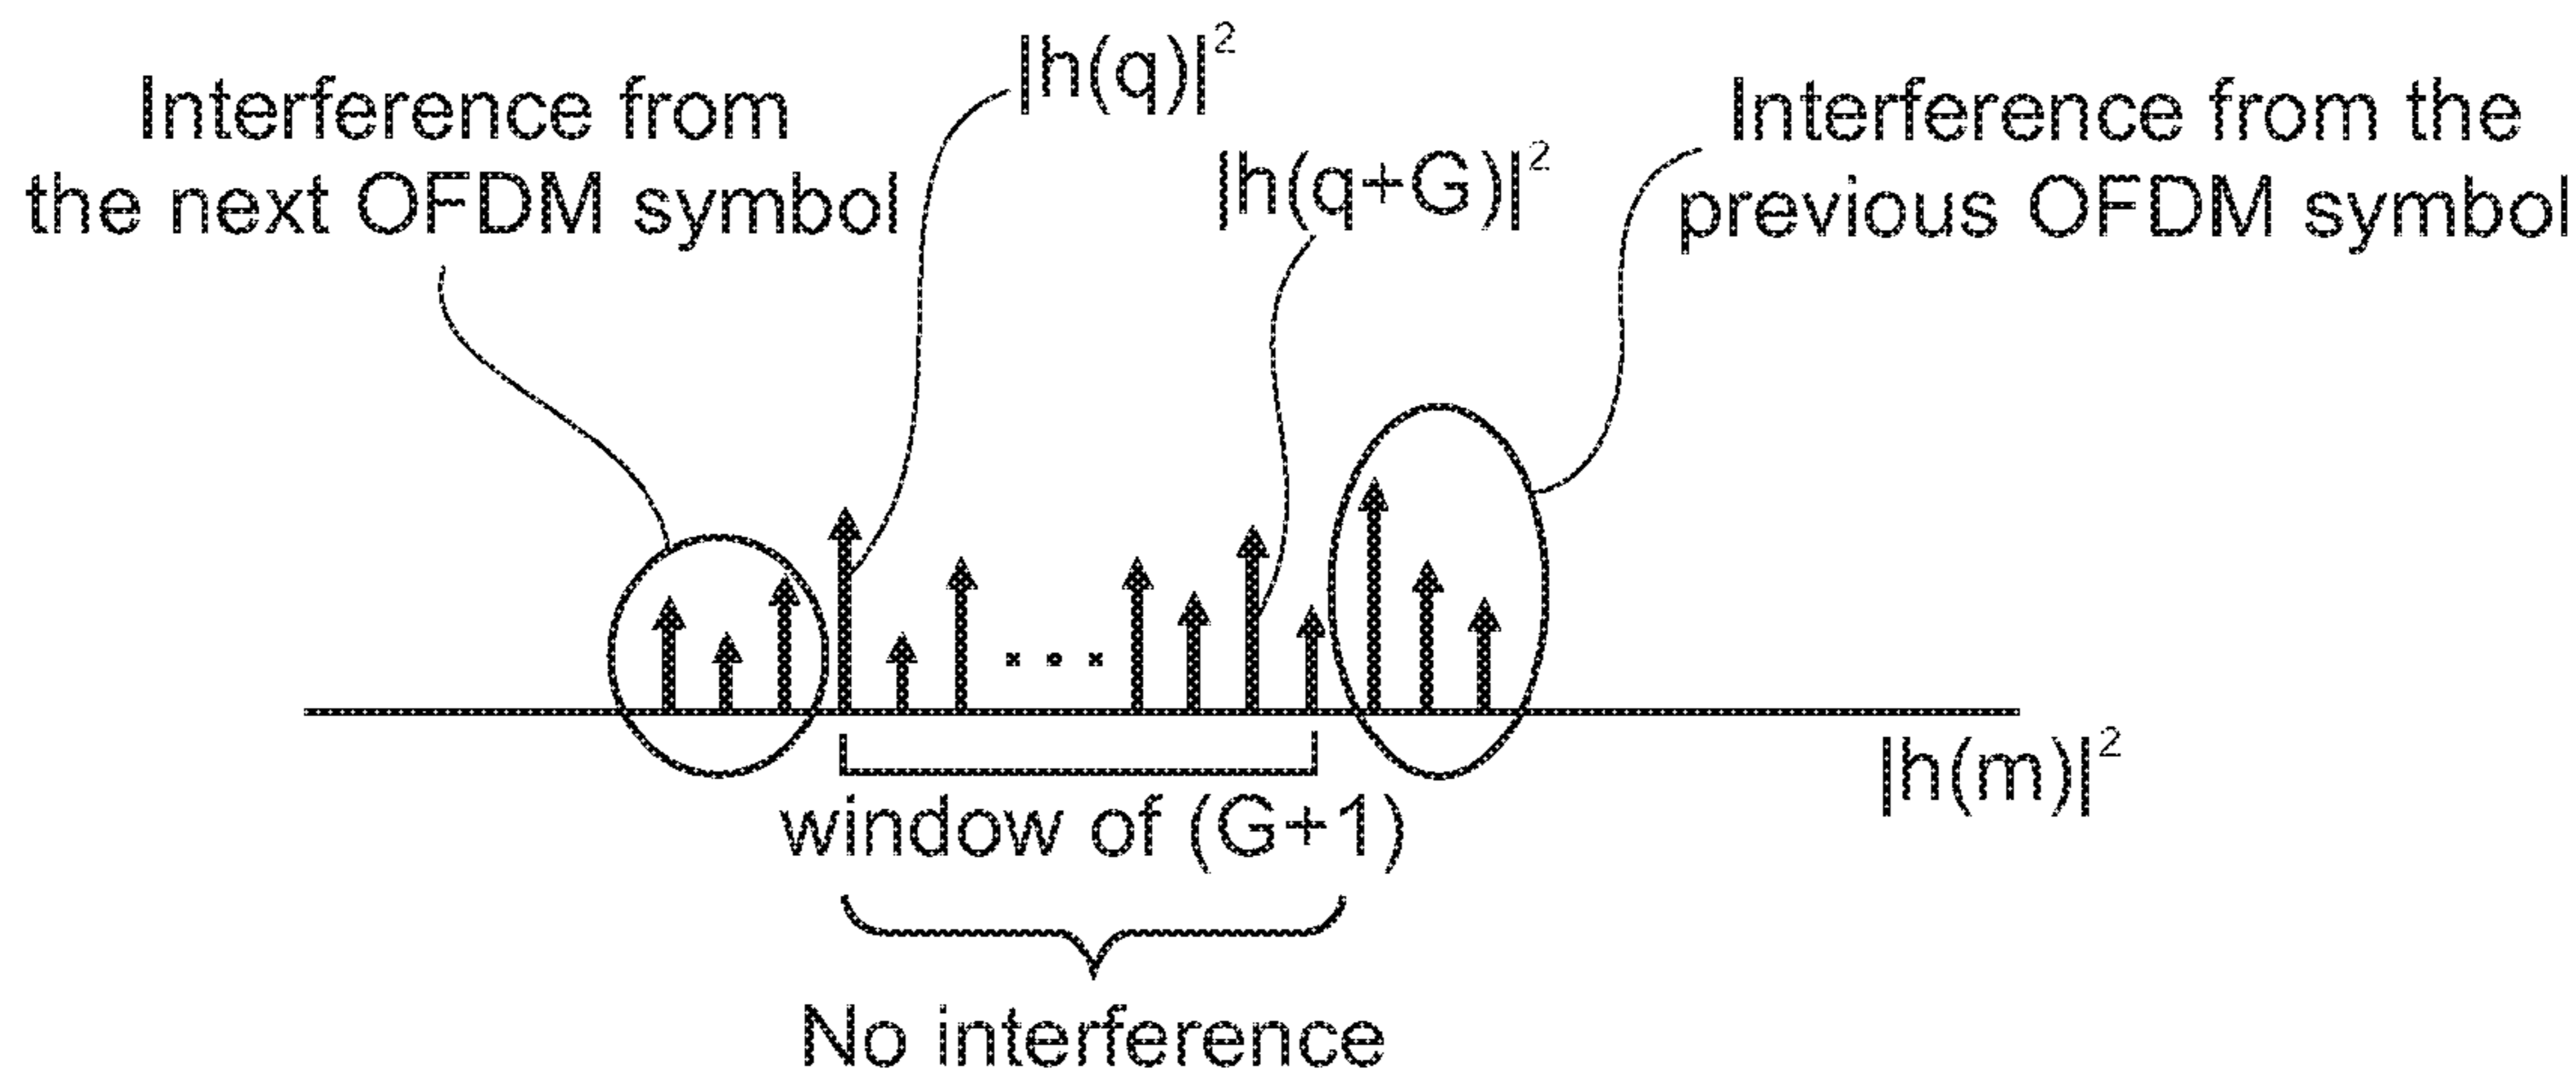 Interference from
the next OFDM symbol
|h(q)|²
|h(q+G)|²
Interference from the
previous OFDM symbol
. . .
|h(m)|²
window of (G+1)
No interference